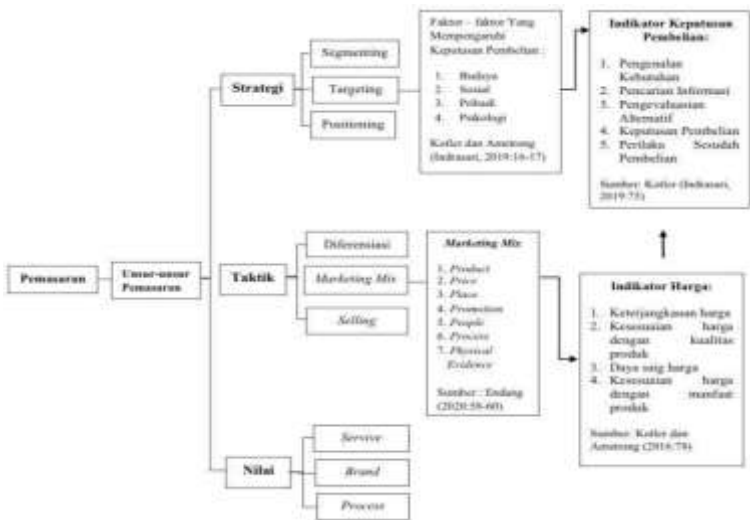 Pemasaran
Unsur-unsur
Pemasaran
Strategi
Segmenting
Targeting
Positioning
Faktor – faktor Yang
Mempengaruhi
Keputusan Pembelian :
1. Budaya
2. Sosial
3. Pribadi
4. Psikologi
Kotler dan Amstrong
(Indrasari, 2019:16-17)
Indikator Keputusan
Pembelian:
1. Pengenalan
Kebutuhan
2. Pencarian Informasi
3. Pengevaluasian
Alternatif
4. Keputusan Pembelian
5. Perilaku Sesudah
Pembelian
Sumber: Kotler (Indrasari,
2019:75)
Taktik
Diferensiasi
Marketing Mix
Selling
Marketing Mix
1. Product
2. Price
3. Place
4. Promotion
5. People
6. Process
7. Physical
Evidence
Sumber : Endang
(2020:58-60)
Indikator Harga:
1. Keterjangkauan harga
2. Kesesuaian harga
dengan kualitas
produk
3. Daya saig harga
4. Kesesuaian harga
dengan manfaat
produk
Sumber: Kotler dan
Amstrong
Nilai
Service
Brand
Process